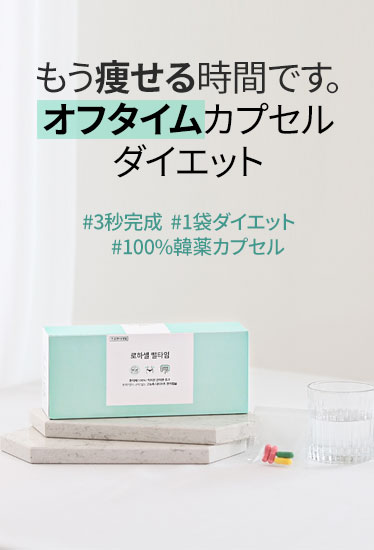 もう痩せる時間です。
オフタイムカプセル
ダイエット
#3秒完成 #1袋ダイエット
#100%韓薬カプセル
로하셀 벨타임